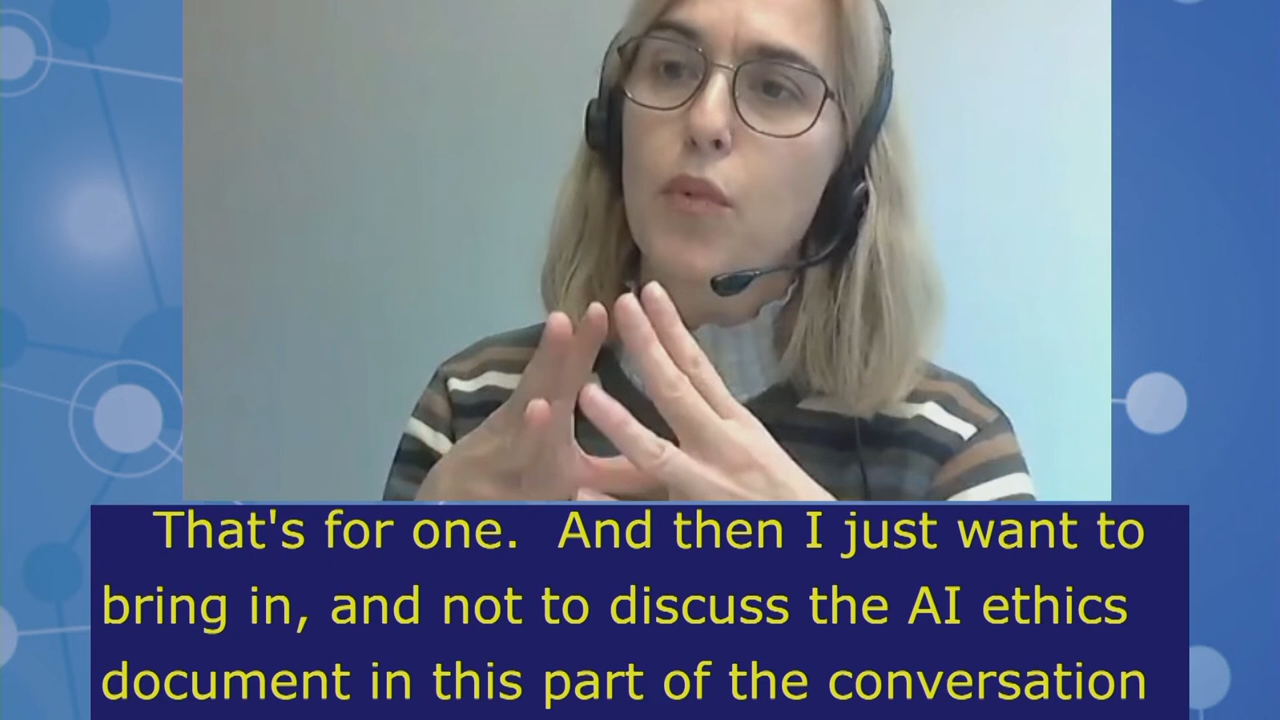 That's for one.  And then I just want to
bring in, and not to discuss the AI ethics
document in this part of the conversation